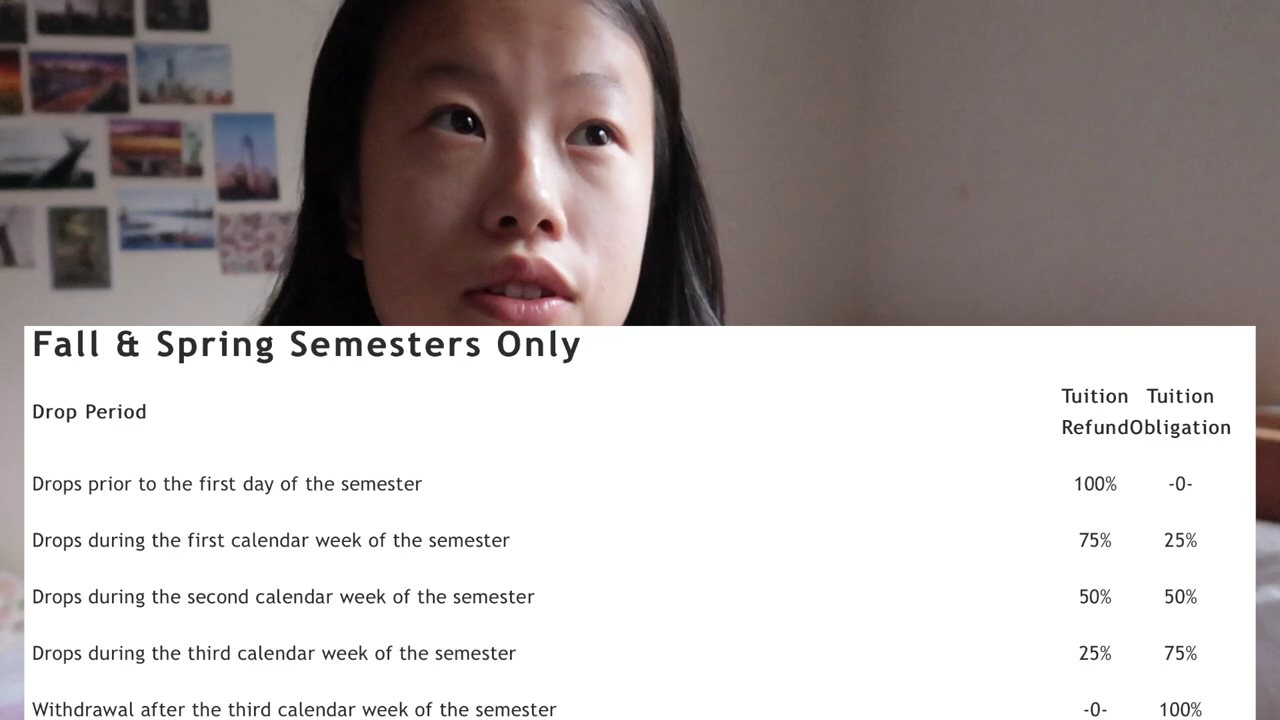 Fall & Spring Semesters Only
Drop Period
Tuition Refund
Tuition Obligation
Drops prior to the first day of the semester 100% -0-
Drops during the first calendar week of the semester 75% 25%
Drops during the second calendar week of the semester 50% 50%
Drops during the third calendar week of the semester 25% 75%
Withdrawal after the third calendar week of the semester -0- 100%